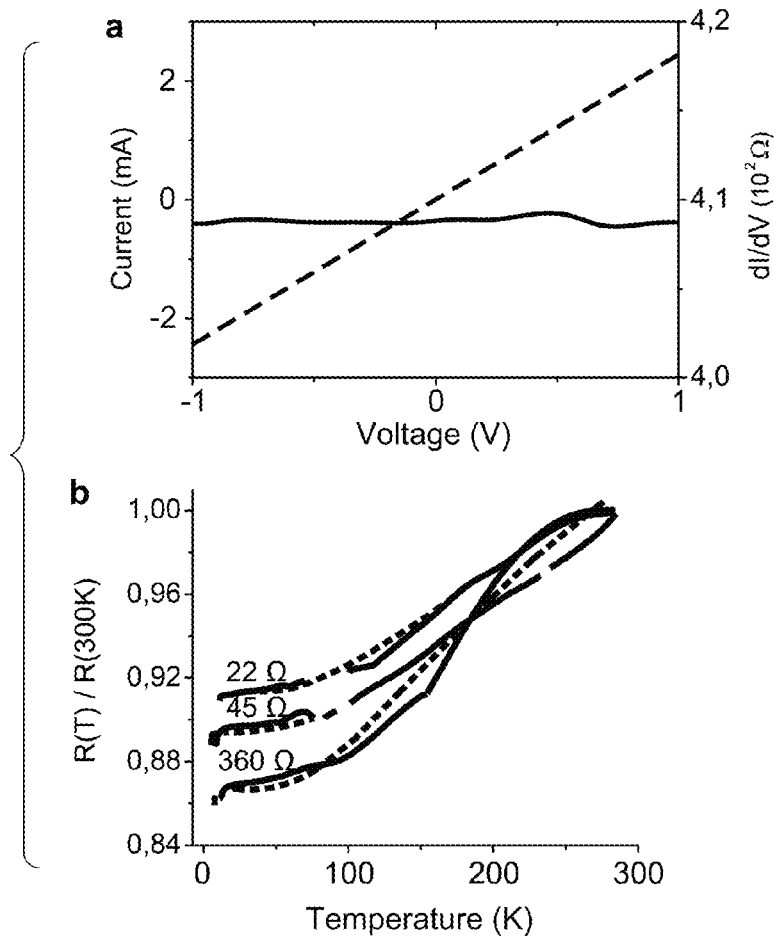 a
4,2
2
4,1
0
-2
4,0
Current (mA)
dI/dV (10² Ω)
-1
0
1
Voltage (V)
b
1,00
0,96
0,92
0,88
0,84
R(T) / R(300K)
22 Ω
45 Ω
360 Ω
0
100
200
300
Temperature (K)